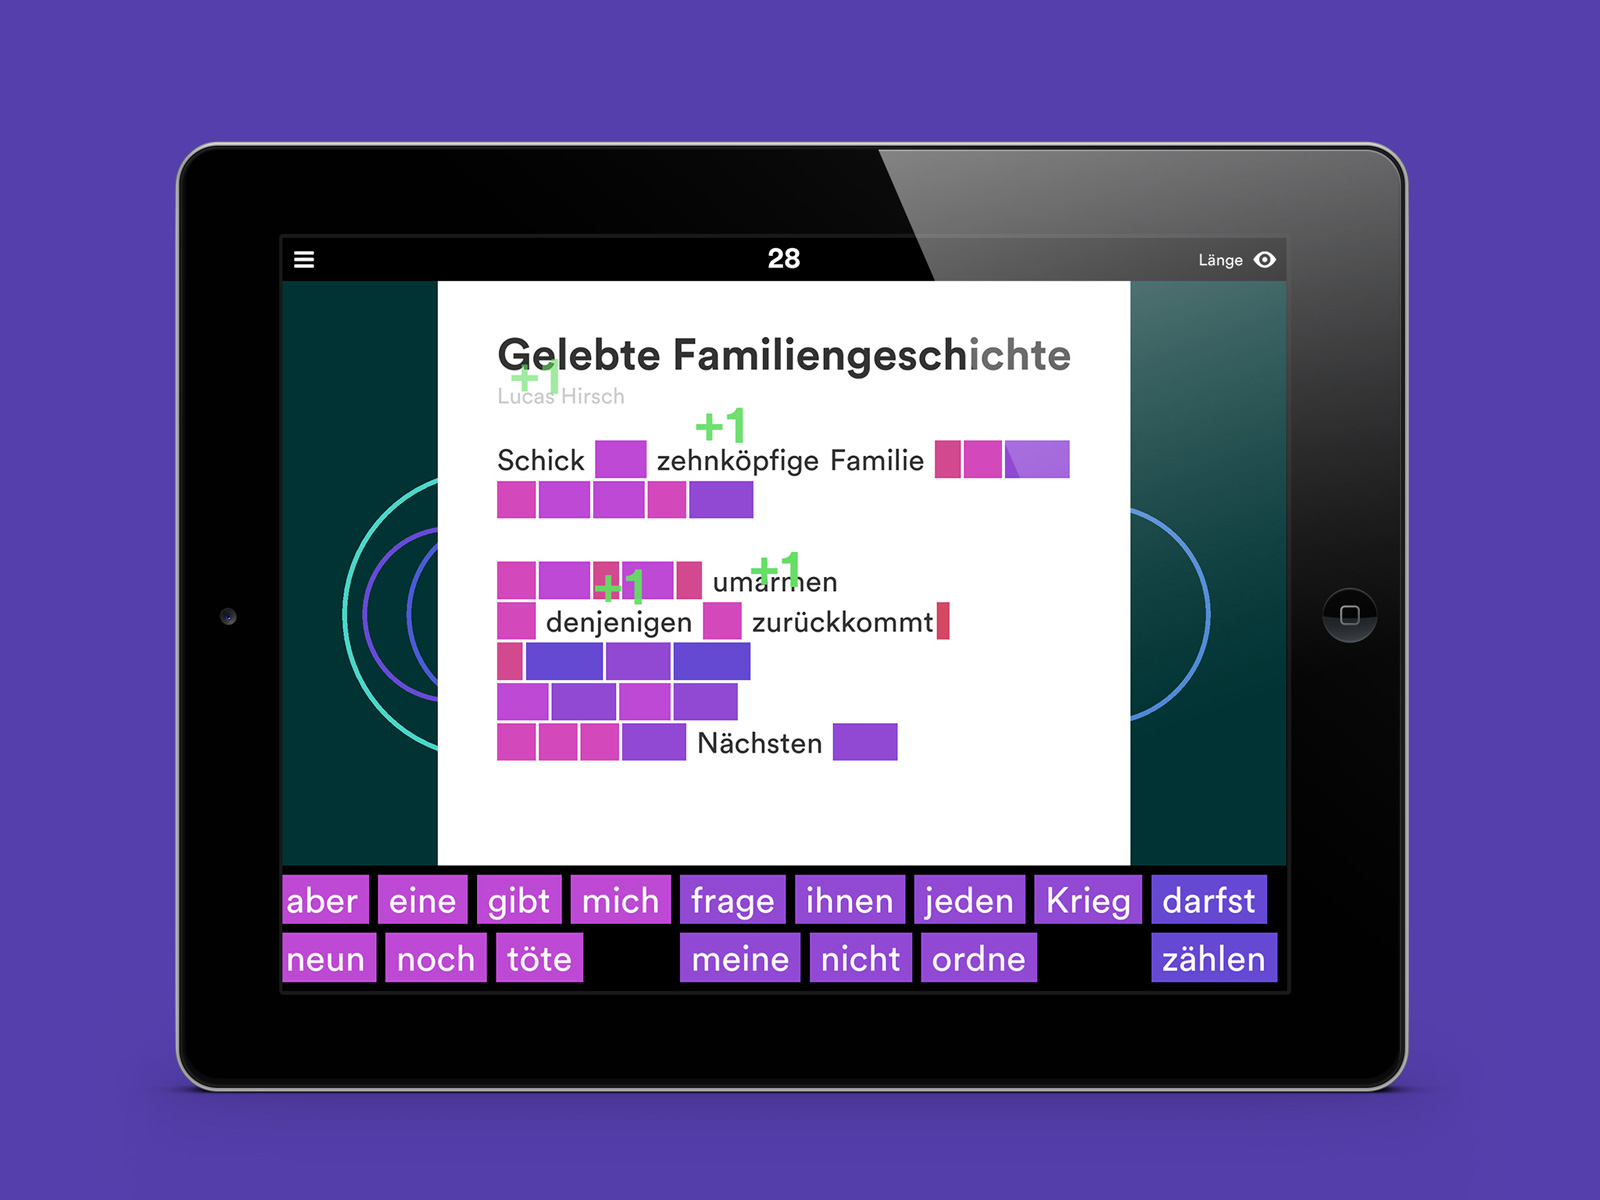 28
Länge
Gelebte Familiengeschichte
+1
Lucas Hirsch
+1
Schick zehnköpfige Familie
+1 +1
umarmen
denjenigen zurückkommt
Nächsten
aber eine gibt mich frage ihnen jeden Krieg darfst
neun noch töte meine nicht ordne zählen